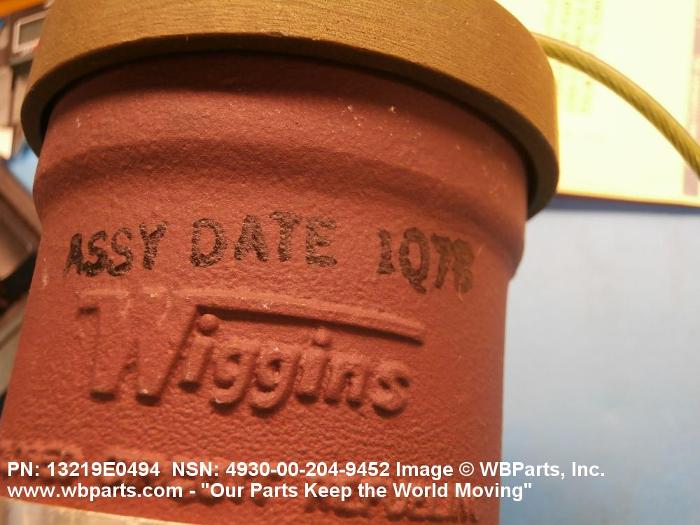 ASSY DATE 1Q78
Wiggins
PN: 13219E0494 NSN: 4930-00-204-9452 Image © WBParts, Inc.
www.wbparts.com - "Our Parts Keep the World Moving"